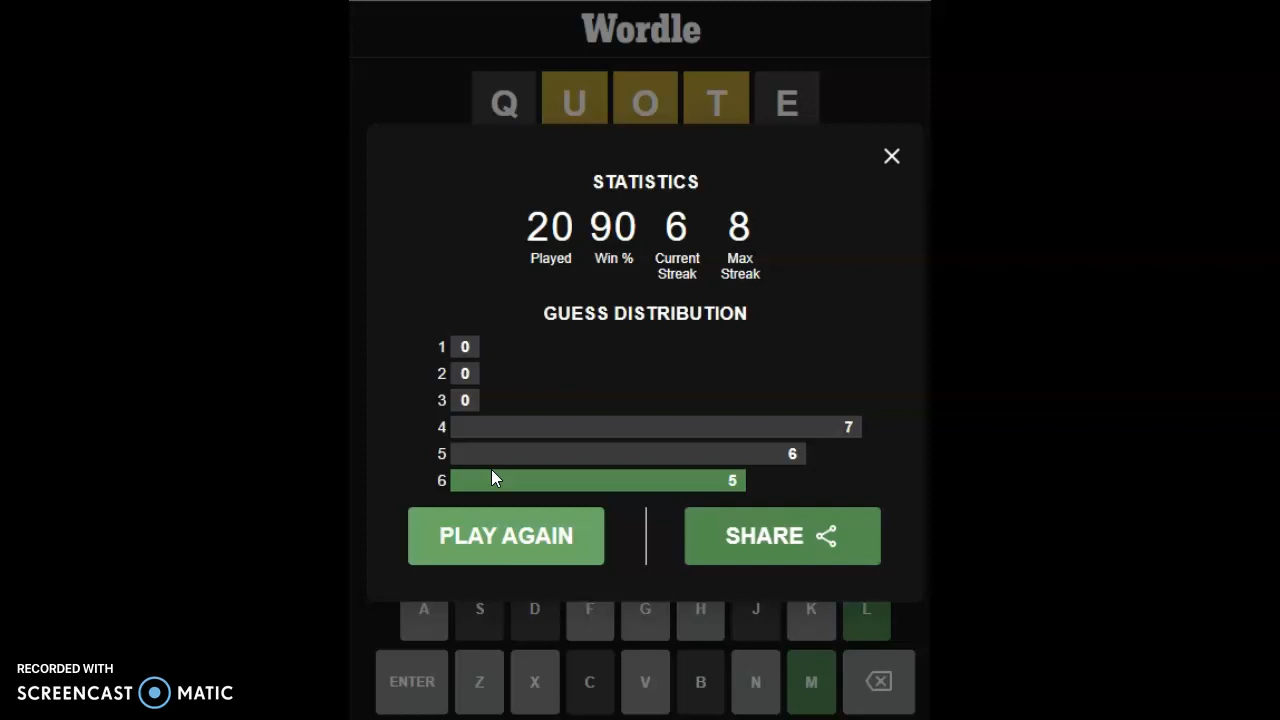 Wordle
Q U O T E
STATISTICS
20 90 6 8
Played Win % Current Streak Max Streak
GUESS DISTRIBUTION
1 0
2 0
3 0
4 7
5 6
6 5
PLAY AGAIN SHARE
A S D F G H J K L
ENTER Z X C V B N M
RECORDED WITH
SCREENCAST MATIC